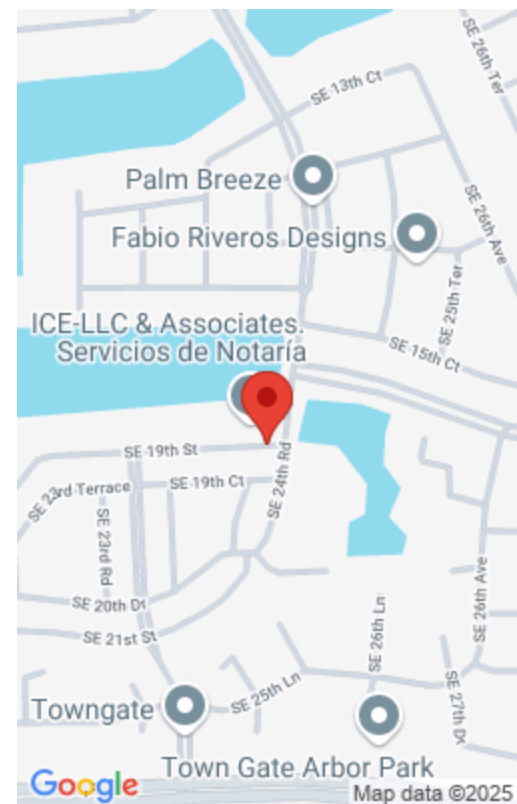 SE 26th Ter
SE 13th Ct
Palm Breeze
SE 26th Ave
Fabio Riveros Designs
SE 25th Ter
ICE-LLC & Associates.
Servicios de Notaría
SE 15th Ct
SE 19th St
SE 24th Rd
SE 23rd Terrace
SE 19th Ct
SE 23rd Rd
SE 26th Ave
SE 20th Dr
SE 26th Ln
SE 21st St
SE 27th Dr
SE 25th Ln
Towngate
Town Gate Arbor Park
Google
Map data ©2025